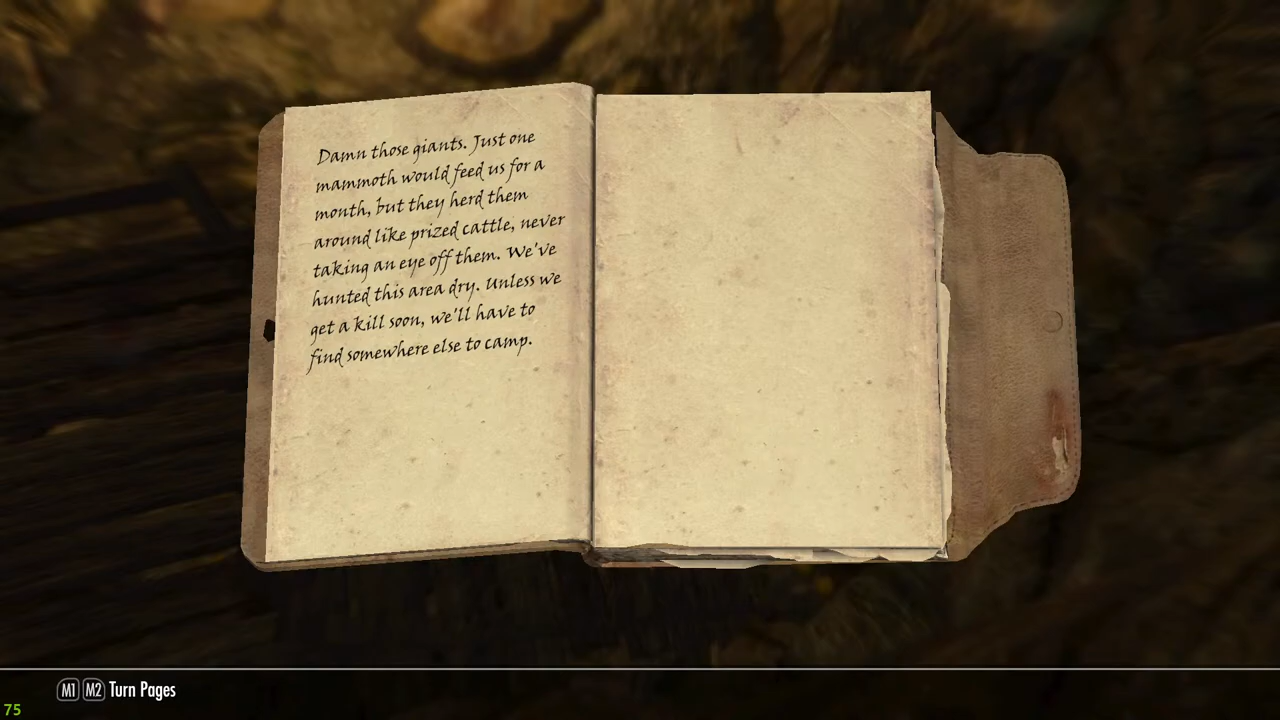 Damn those giants. Just one
mammoth would feed us for a
month, but they herd them
around like prized cattle, never
taking an eye off them. We've
hunted this area dry. Unless we
get a kill soon, we'll have to
find somewhere else to camp.
M1 M2 Turn Pages
75